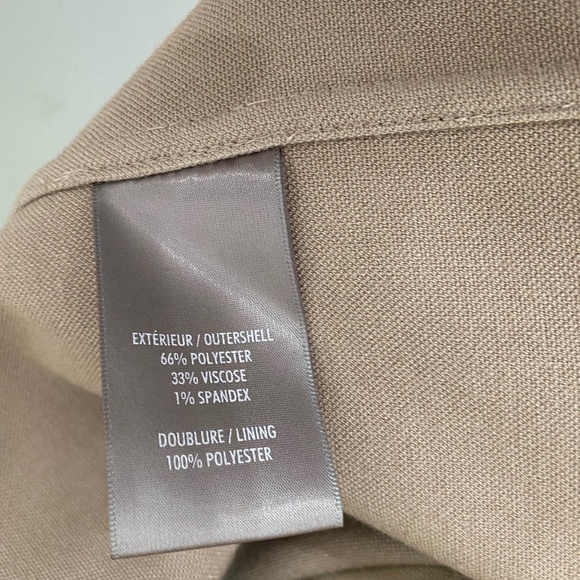 EXTÉRIEUR / OUTERSHELL
66% POLYESTER
33% VISCOSE
1% SPANDEX
DOUBLURE / LINING
100% POLYESTER